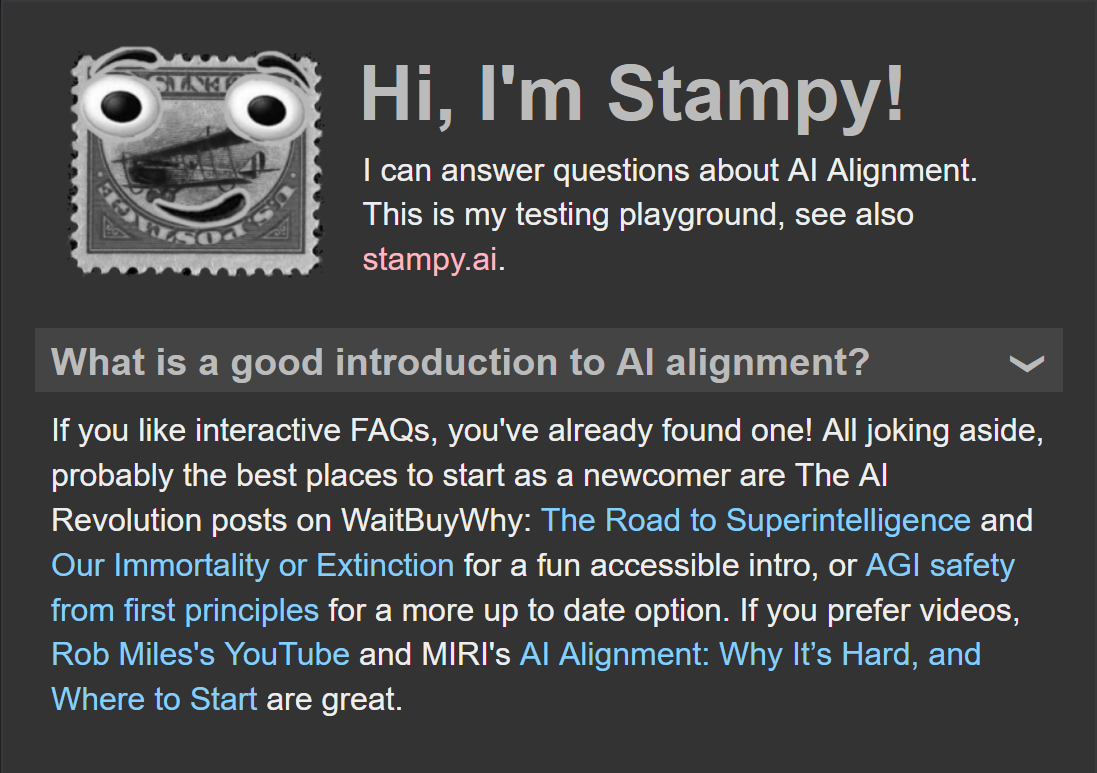 Hi, I'm Stampy!
I can answer questions about AI Alignment.
This is my testing playground, see also
stampy.ai.
What is a good introduction to AI alignment?
If you like interactive FAQs, you've already found one! All joking aside,
probably the best places to start as a newcomer are The AI
Revolution posts on WaitBuyWhy: The Road to Superintelligence and
Our Immortality or Extinction for a fun accessible intro, or AGI safety
from first principles for a more up to date option. If you prefer videos,
Rob Miles's YouTube and MIRI's AI Alignment: Why It’s Hard, and
Where to Start are great.